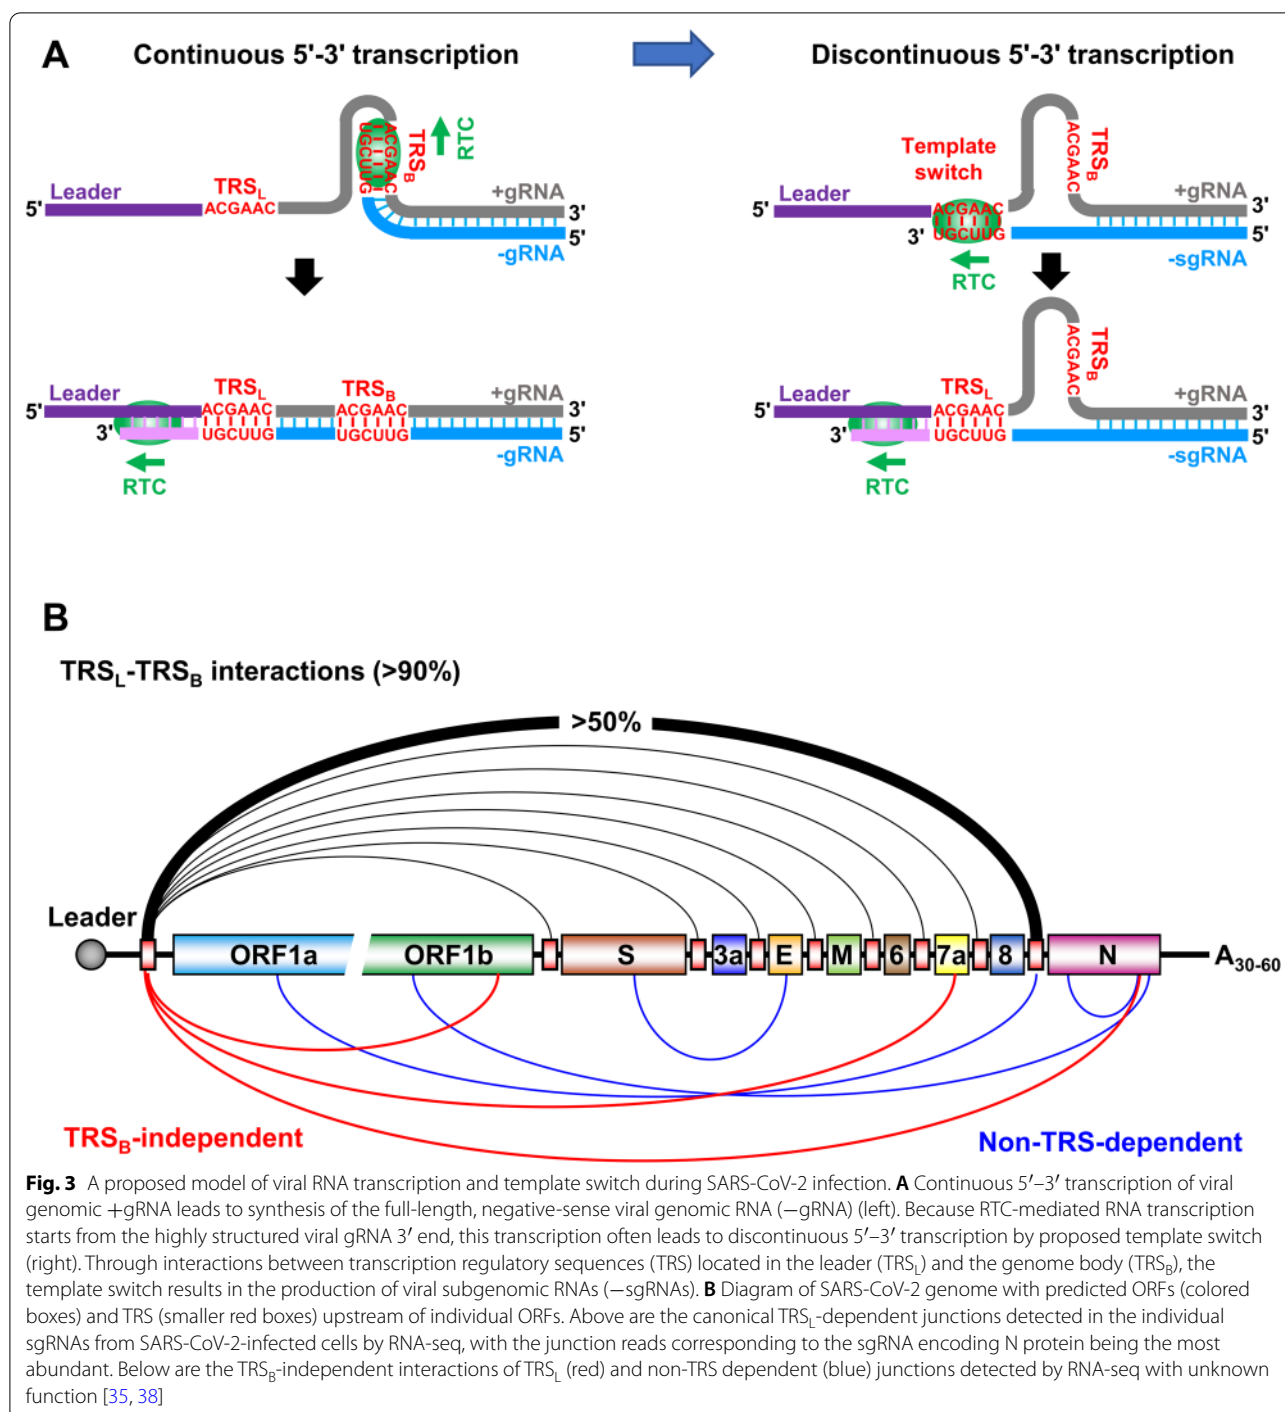 A
Continuous 5'-3' transcription
Discontinuous 5'-3' transcription
UGCUUG
ACGAAC
TRSB
RTC
Leader
TRSL
5'
ACGAAC
+gRNA
3'
5'
-gRNA
Template
switch
TRSB
ACGAAC
Leader
5'
ACGAAC
+gRNA
3'
3'
UGCUUG
5'
-sgRNA
RTC
Leader
TRSL
TRSB
+gRNA
5'
ACGAAC
ACGAAC
3'
3'
UGCUUG
UGCUUG
5'
-gRNA
RTC
TRSB
ACGAAC
Leader
TRSL
+gRNA
5'
ACGAAC
3'
3'
UGCUUG
5'
-sgRNA
RTC
B
TRSL-TRSB interactions (>90%)
>50%
Leader
ORF1a
ORF1b
S
3a
E
M
6
7a
8
N
A30-60
TRSB-independent
Non-TRS-dependent
Fig. 3 A proposed model of viral RNA transcription and template switch during SARS-CoV-2 infection. A Continuous 5′–3′ transcription of viral
genomic +gRNA leads to synthesis of the full-length, negative-sense viral genomic RNA (−gRNA) (left). Because RTC-mediated RNA transcription
starts from the highly structured viral gRNA 3′ end, this transcription often leads to discontinuous 5′–3′ transcription by proposed template switch
(right). Through interactions between transcription regulatory sequences (TRS) located in the leader (TRSL) and the genome body (TRSB), the
template switch results in the production of viral subgenomic RNAs (−sgRNAs). B Diagram of SARS-CoV-2 genome with predicted ORFs (colored
boxes) and TRS (smaller red boxes) upstream of individual ORFs. Above are the canonical TRSL-dependent junctions detected in the individual
sgRNAs from SARS-CoV-2-infected cells by RNA-seq, with the junction reads corresponding to the sgRNA encoding N protein being the most
abundant. Below are the TRSB-independent interactions of TRSL (red) and non-TRS dependent (blue) junctions detected by RNA-seq with unknown
function [35, 38]